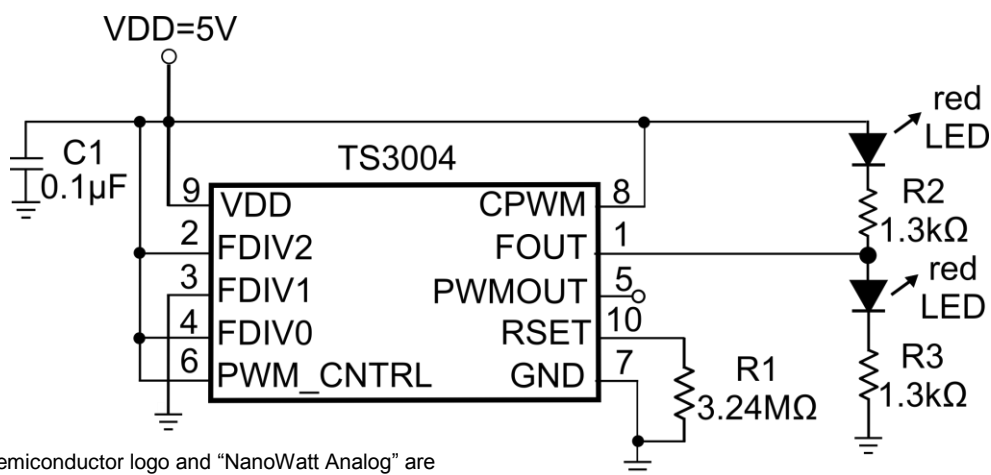 VDD=5V
red
LED
C1
0.1µF
TS3004
R2
1.3kΩ
9
VDD
CPWM
8
2
FDIV2
FOUT
1
3
FDIV1
PWMOUT
5
red
LED
4
FDIV0
RSET
10
6
PWM_CNTRL
GND
7
R1
3.24MΩ
R3
1.3kΩ
emiconductor logo and “NanoWatt Analog” are